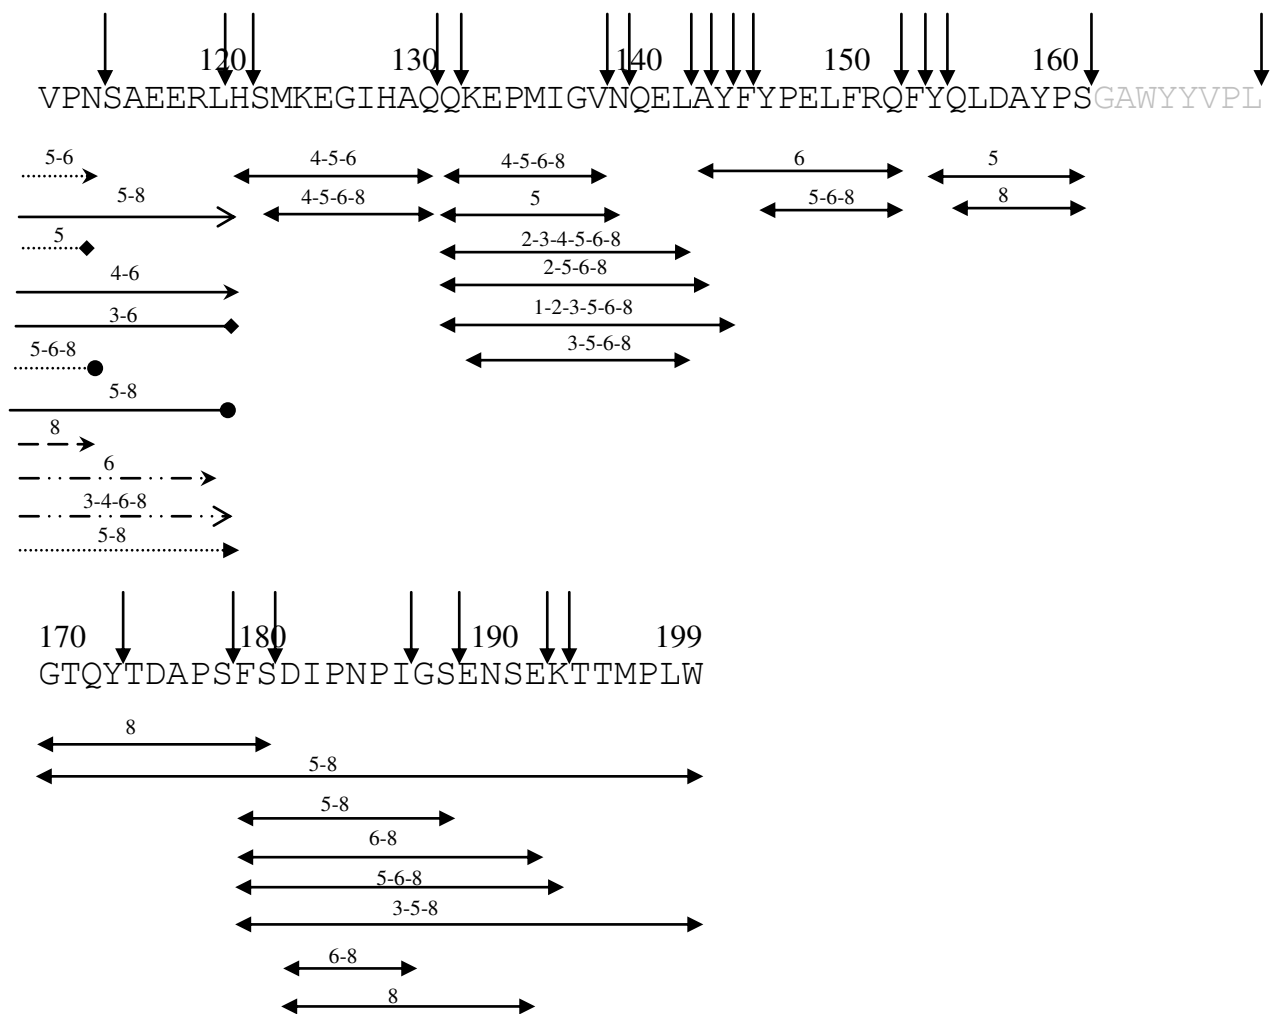 120 130 140 150 160
VPNSAEERLHSMKEGIHAQQKEPMIGVNQELAYFYPELFRQFYQLDAYPSGAWYYVPL
5-6 4-5-6 4-5-6-8 6 5
5-8 4-5-6-8 5 5-6-8 8
5 2-3-4-5-6-8
4-6 2-5-6-8
3-6 1-2-3-5-6-8
5-6-8 3-5-6-8
5-8
8
6
3-4-6-8
5-8
170 180 190 199
GTQYTDAPSFSDIPNPIGSENSEKTTMPLW
8
5-8
5-8
6-8
5-6-8
3-5-8
6-8
8